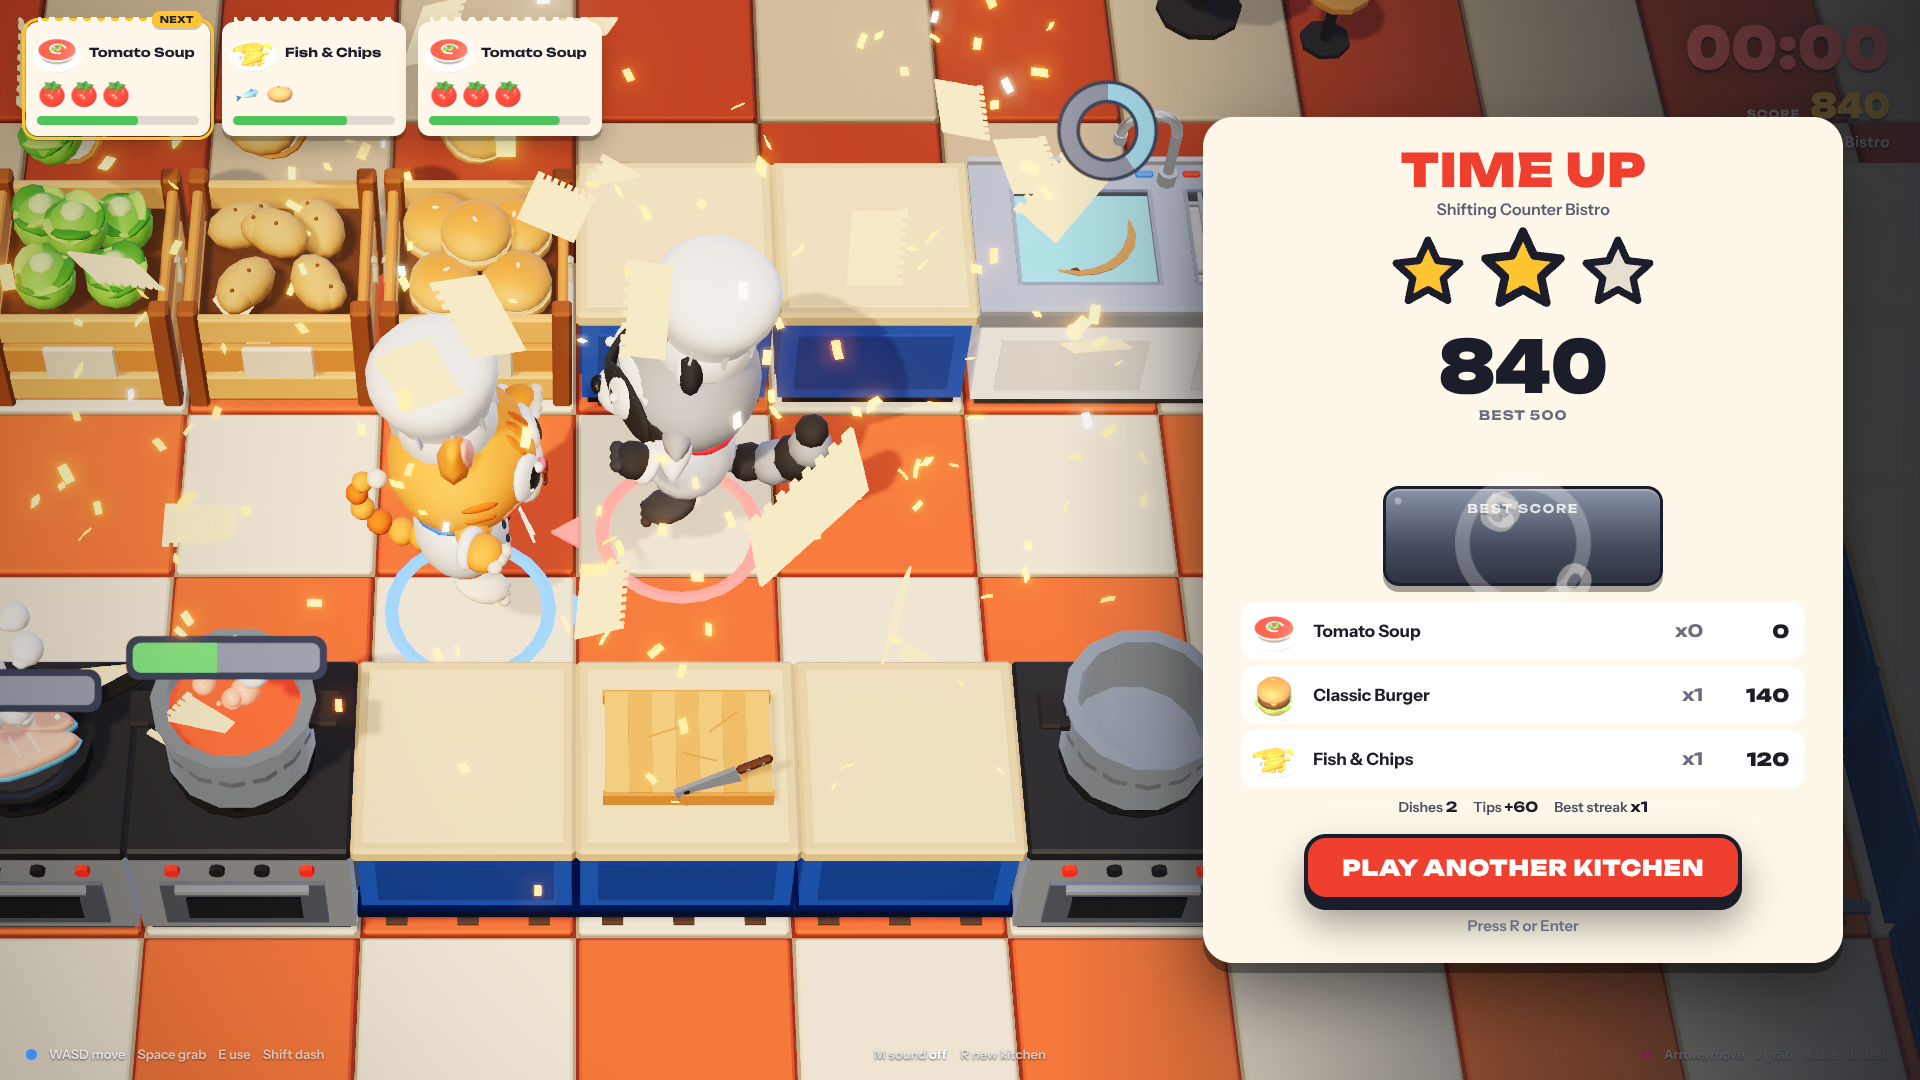 NEXT
Tomato Soup
Fish & Chips
Tomato Soup
00:00
SCORE 840
Bistro
TIME UP
Shifting Counter Bistro
840
BEST 500
BEST SCORE
Tomato Soup x0 0
Classic Burger x1 140
Fish & Chips x1 120
Dishes 2 Tips +60 Best streak x1
PLAY ANOTHER KITCHEN
Press R or Enter
WASD move Space grab E use Shift dash
M sound off R new kitchen
Arrows move J grab K use L dash